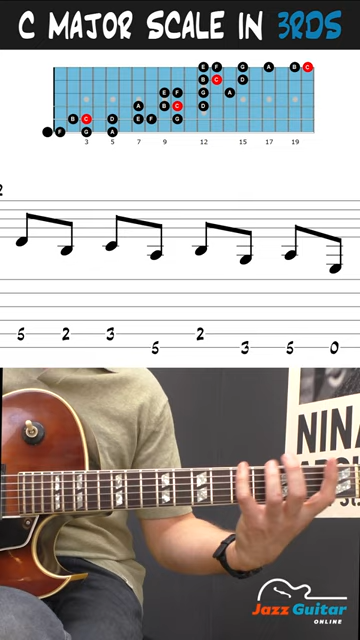 C MAJOR SCALE IN 3RDS
E F G A B C
B C D
E F G A
A B C D
B C D E F G
F G A
3 5 7 9 12 15 17 19
2
5 2 3 2
5 3 5 0
NINA
Jazz Guitar
ONLINE